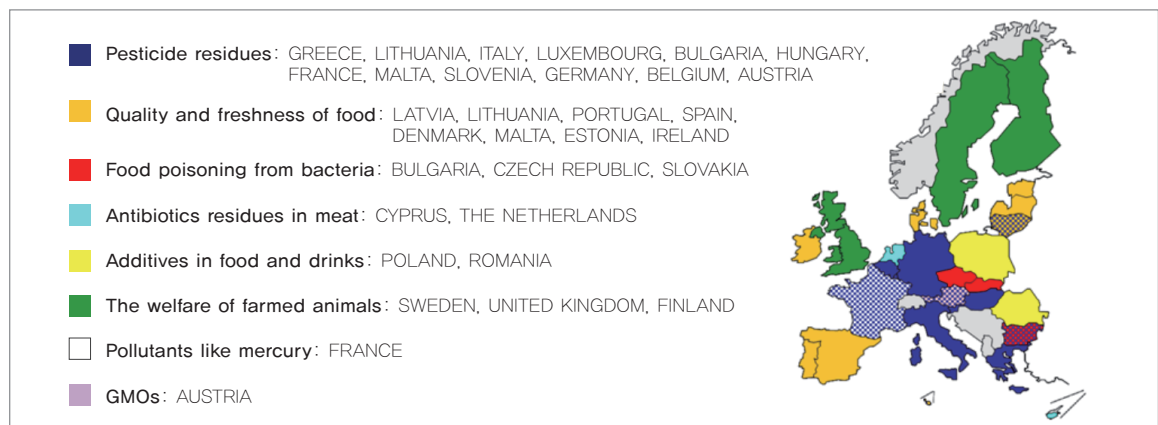 Pesticide residues: GREECE, LITHUANIA, ITALY, LUXEMBOURG, BULGARIA, HUNGARY,
FRANCE, MALTA, SLOVENIA, GERMANY, BELGIUM, AUSTRIA
Quality and freshness of food: LATVIA, LITHUANIA, PORTUGAL, SPAIN,
DENMARK, MALTA, ESTONIA, IRELAND
Food poisoning from bacteria: BULGARIA, CZECH REPUBLIC, SLOVAKIA
Antibiotics residues in meat: CYPRUS, THE NETHERLANDS
Additives in food and drinks: POLAND, ROMANIA
The welfare of farmed animals: SWEDEN, UNITED KINGDOM, FINLAND
Pollutants like mercury: FRANCE
GMOs: AUSTRIA